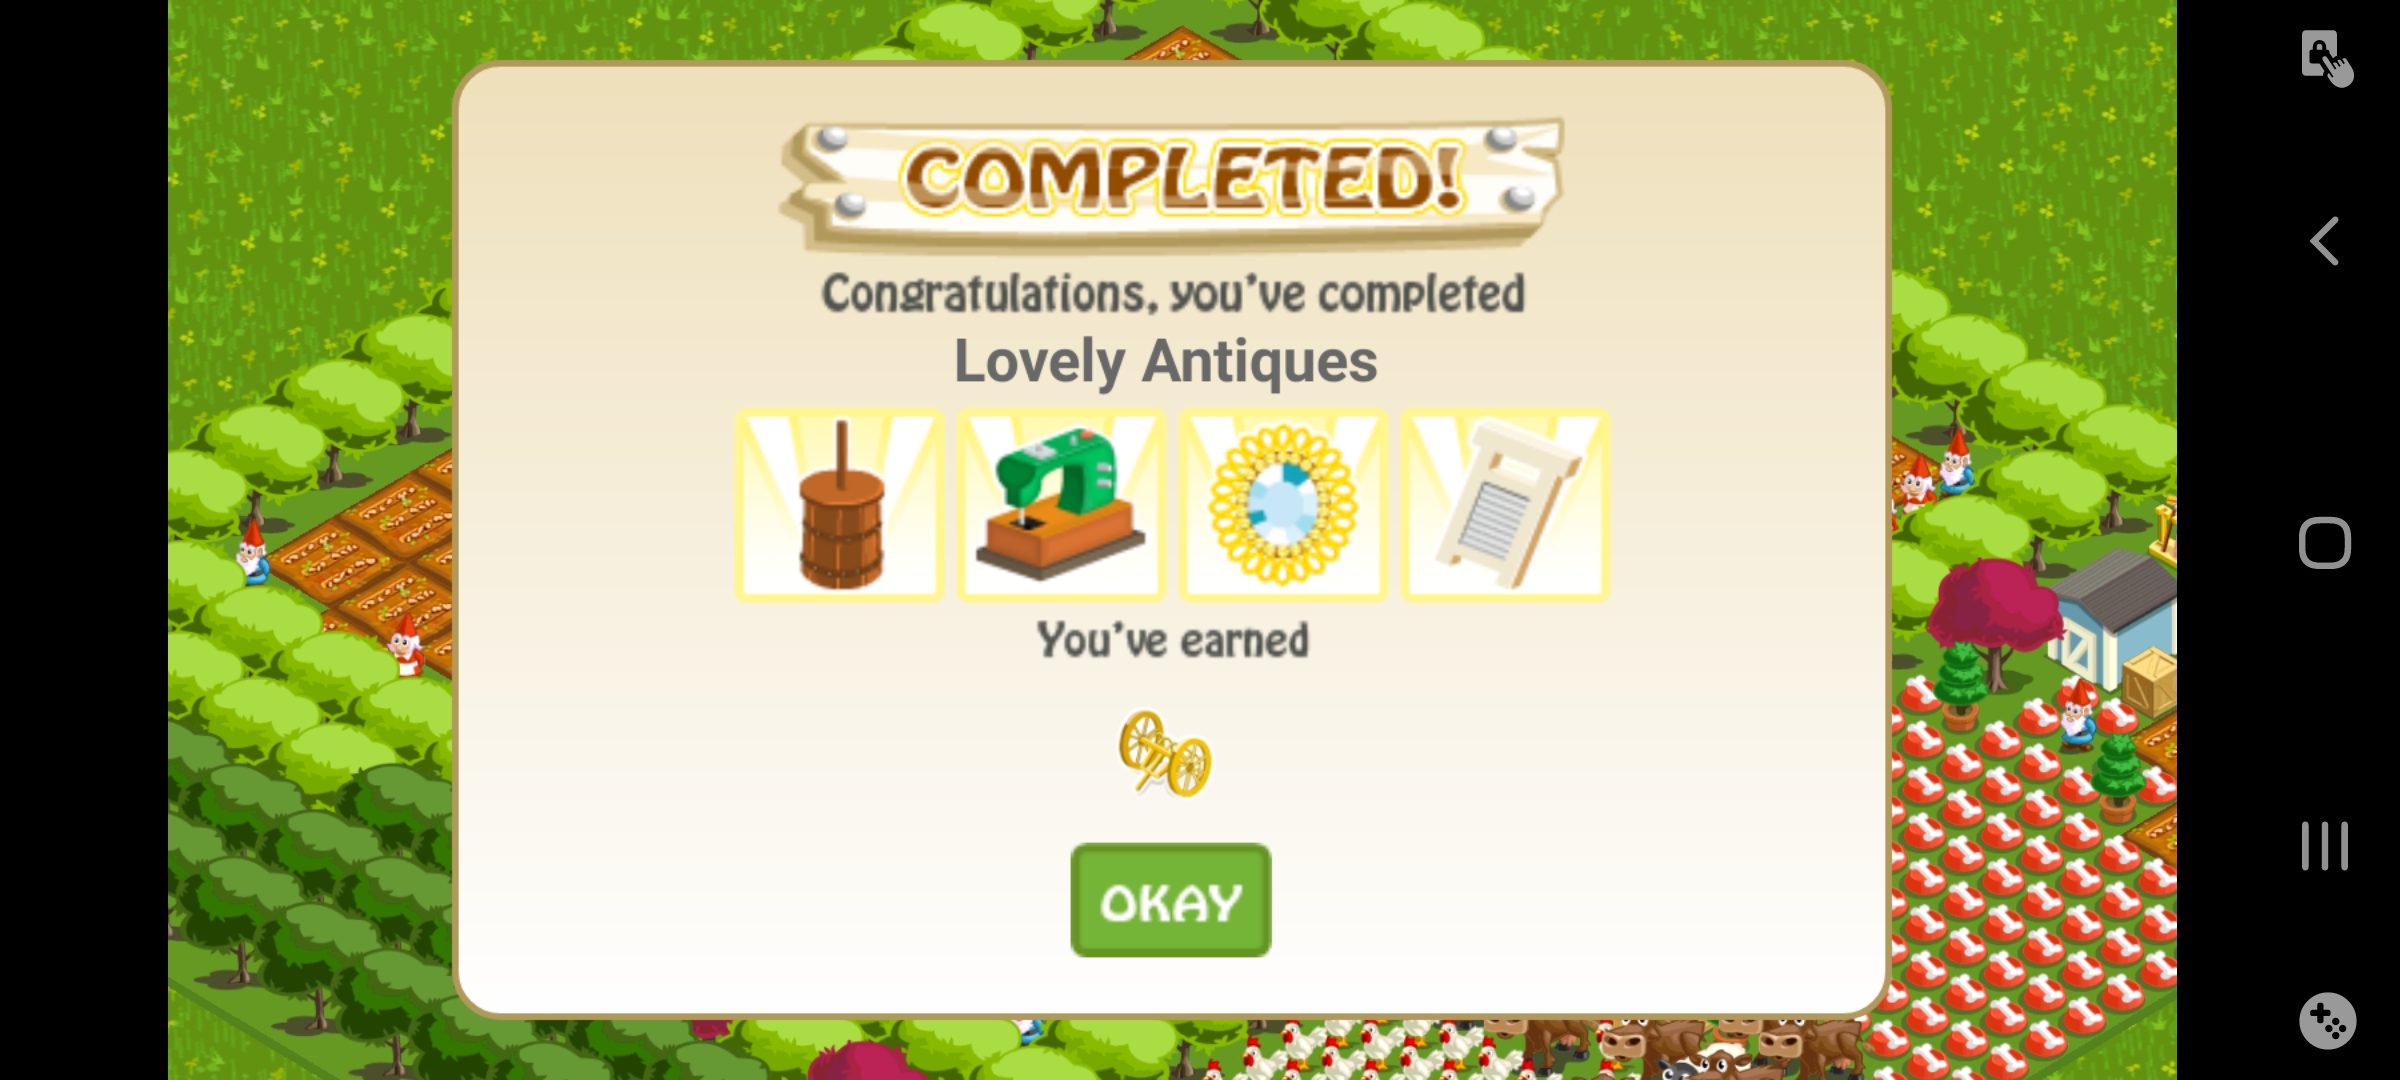 COMPLETED!
Congratulations, you've completed
Lovely Antiques
You've earned
OKAY